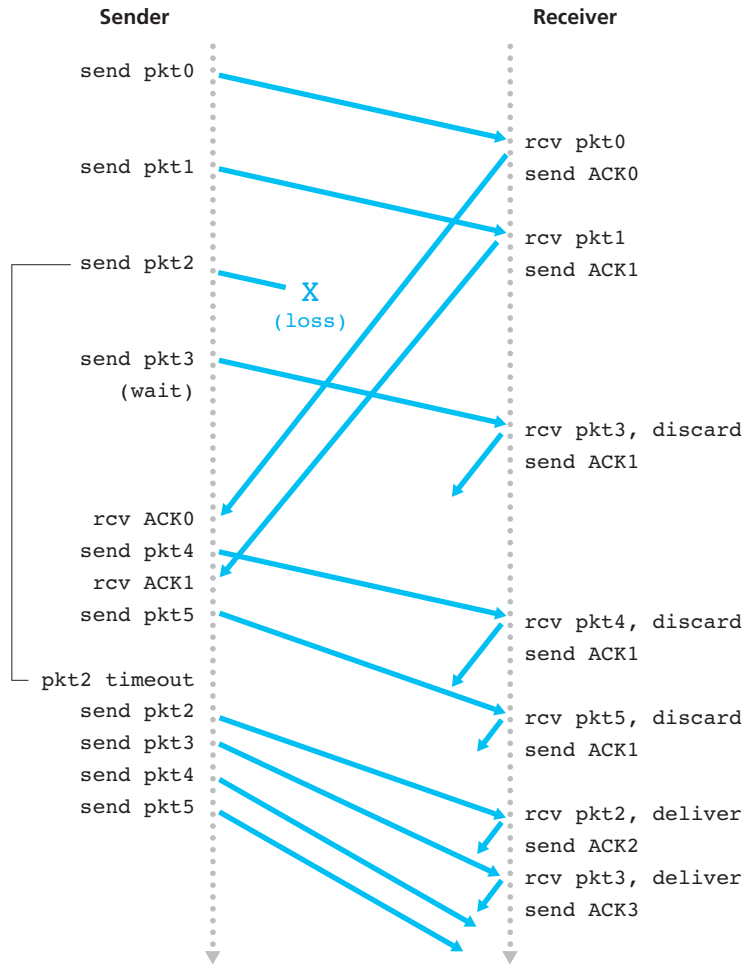 Sender
Receiver
send pkt0
rcv pkt0
send ACK0
send pkt1
rcv pkt1
send ACK1
send pkt2
X
(loss)
send pkt3
(wait)
rcv pkt3, discard
send ACK1
rcv ACK0
send pkt4
rcv ACK1
send pkt5
rcv pkt4, discard
send ACK1
pkt2 timeout
send pkt2
send pkt3
send pkt4
send pkt5
rcv pkt5, discard
send ACK1
rcv pkt2, deliver
send ACK2
rcv pkt3, deliver
send ACK3